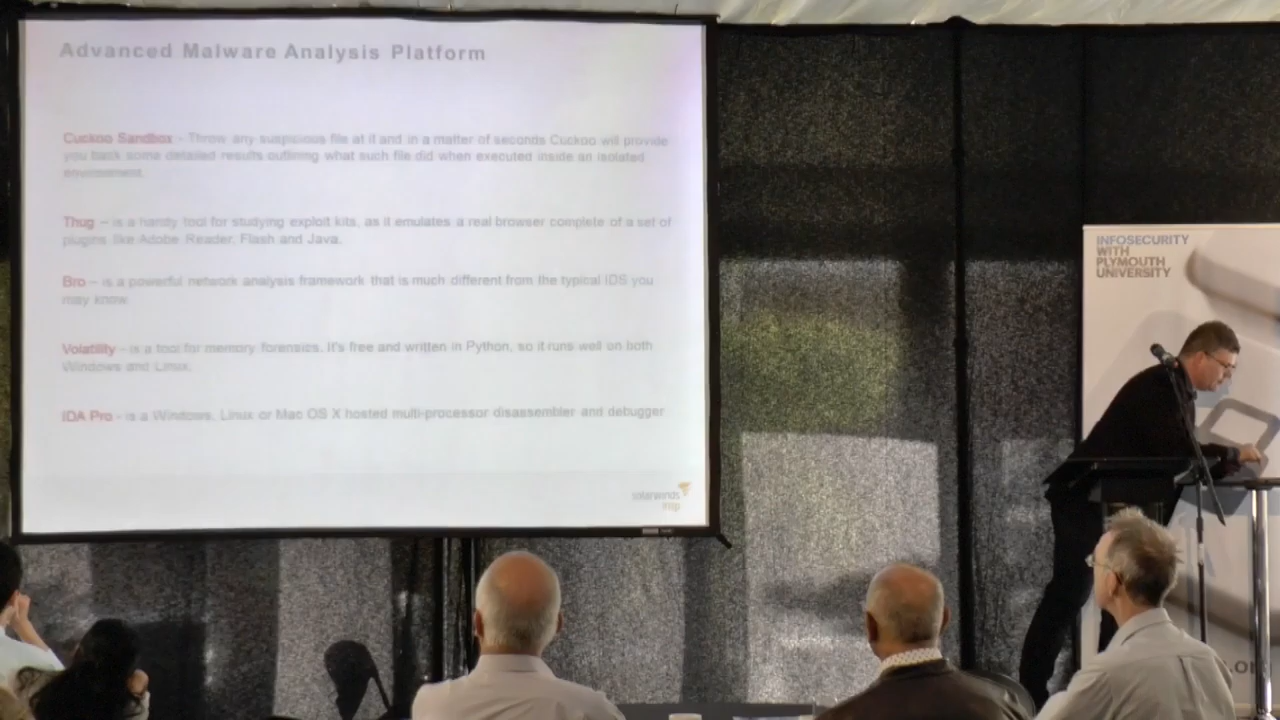 Advanced Malware Analysis Platform
Cuckoo Sandbox - Throw any suspicious file at it and in a matter of seconds Cuckoo will provide
you back some detailed results outlining what such file did when executed inside an isolated
environment.
Thug – is a handy tool for studying exploit kits, as it emulates a real browser complete of a set of
plugins like Adobe Reader, Flash and Java.
Bro – is a powerful network analysis framework that is much different from the typical IDS you
may know.
Volatility - is a tool for memory forensics. It's free and written in Python, so it runs well on both
Windows and Linux.
IDA Pro - is a Windows, Linux or Mac OS X hosted multi-processor disassembler and debugger
solarwinds
msp
INFOSECURITY
WITH
PLYMOUTH
UNIVERSITY